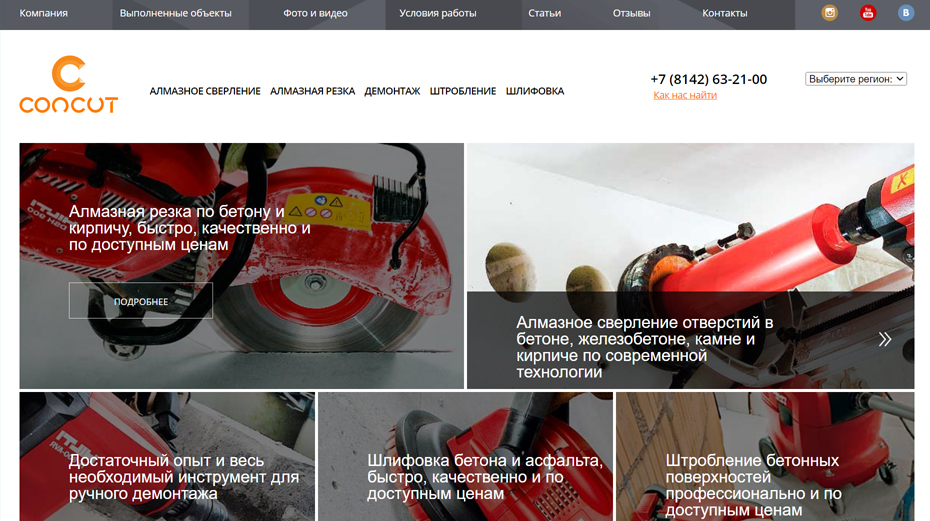 Компания Выполненные объекты Фото и видео Условия работы Статьи Отзывы Контакты
CONCUT
АЛМАЗНОЕ СВЕРЛЕНИЕ АЛМАЗНАЯ РЕЗКА ДЕМОНТАЖ ШТРОБЛЕНИЕ ШЛИФОВКА
+7 (8142) 63-21-00
Как нас найти
Выберите регион:
Алмазная резка по бетону и
кирпичу, быстро, качественно и
по доступным ценам
ПОДРОБНЕЕ
Алмазное сверление отверстий в
бетоне, железобетоне, камне и
кирпиче по современной
технологии
Достаточный опыт и весь
необходимый инструмент для
ручного демонтажа
Шлифовка бетона и асфальта,
быстро, качественно и по
доступным ценам
Штробление бетонных
поверхностей
профессионально и по
доступным ценам